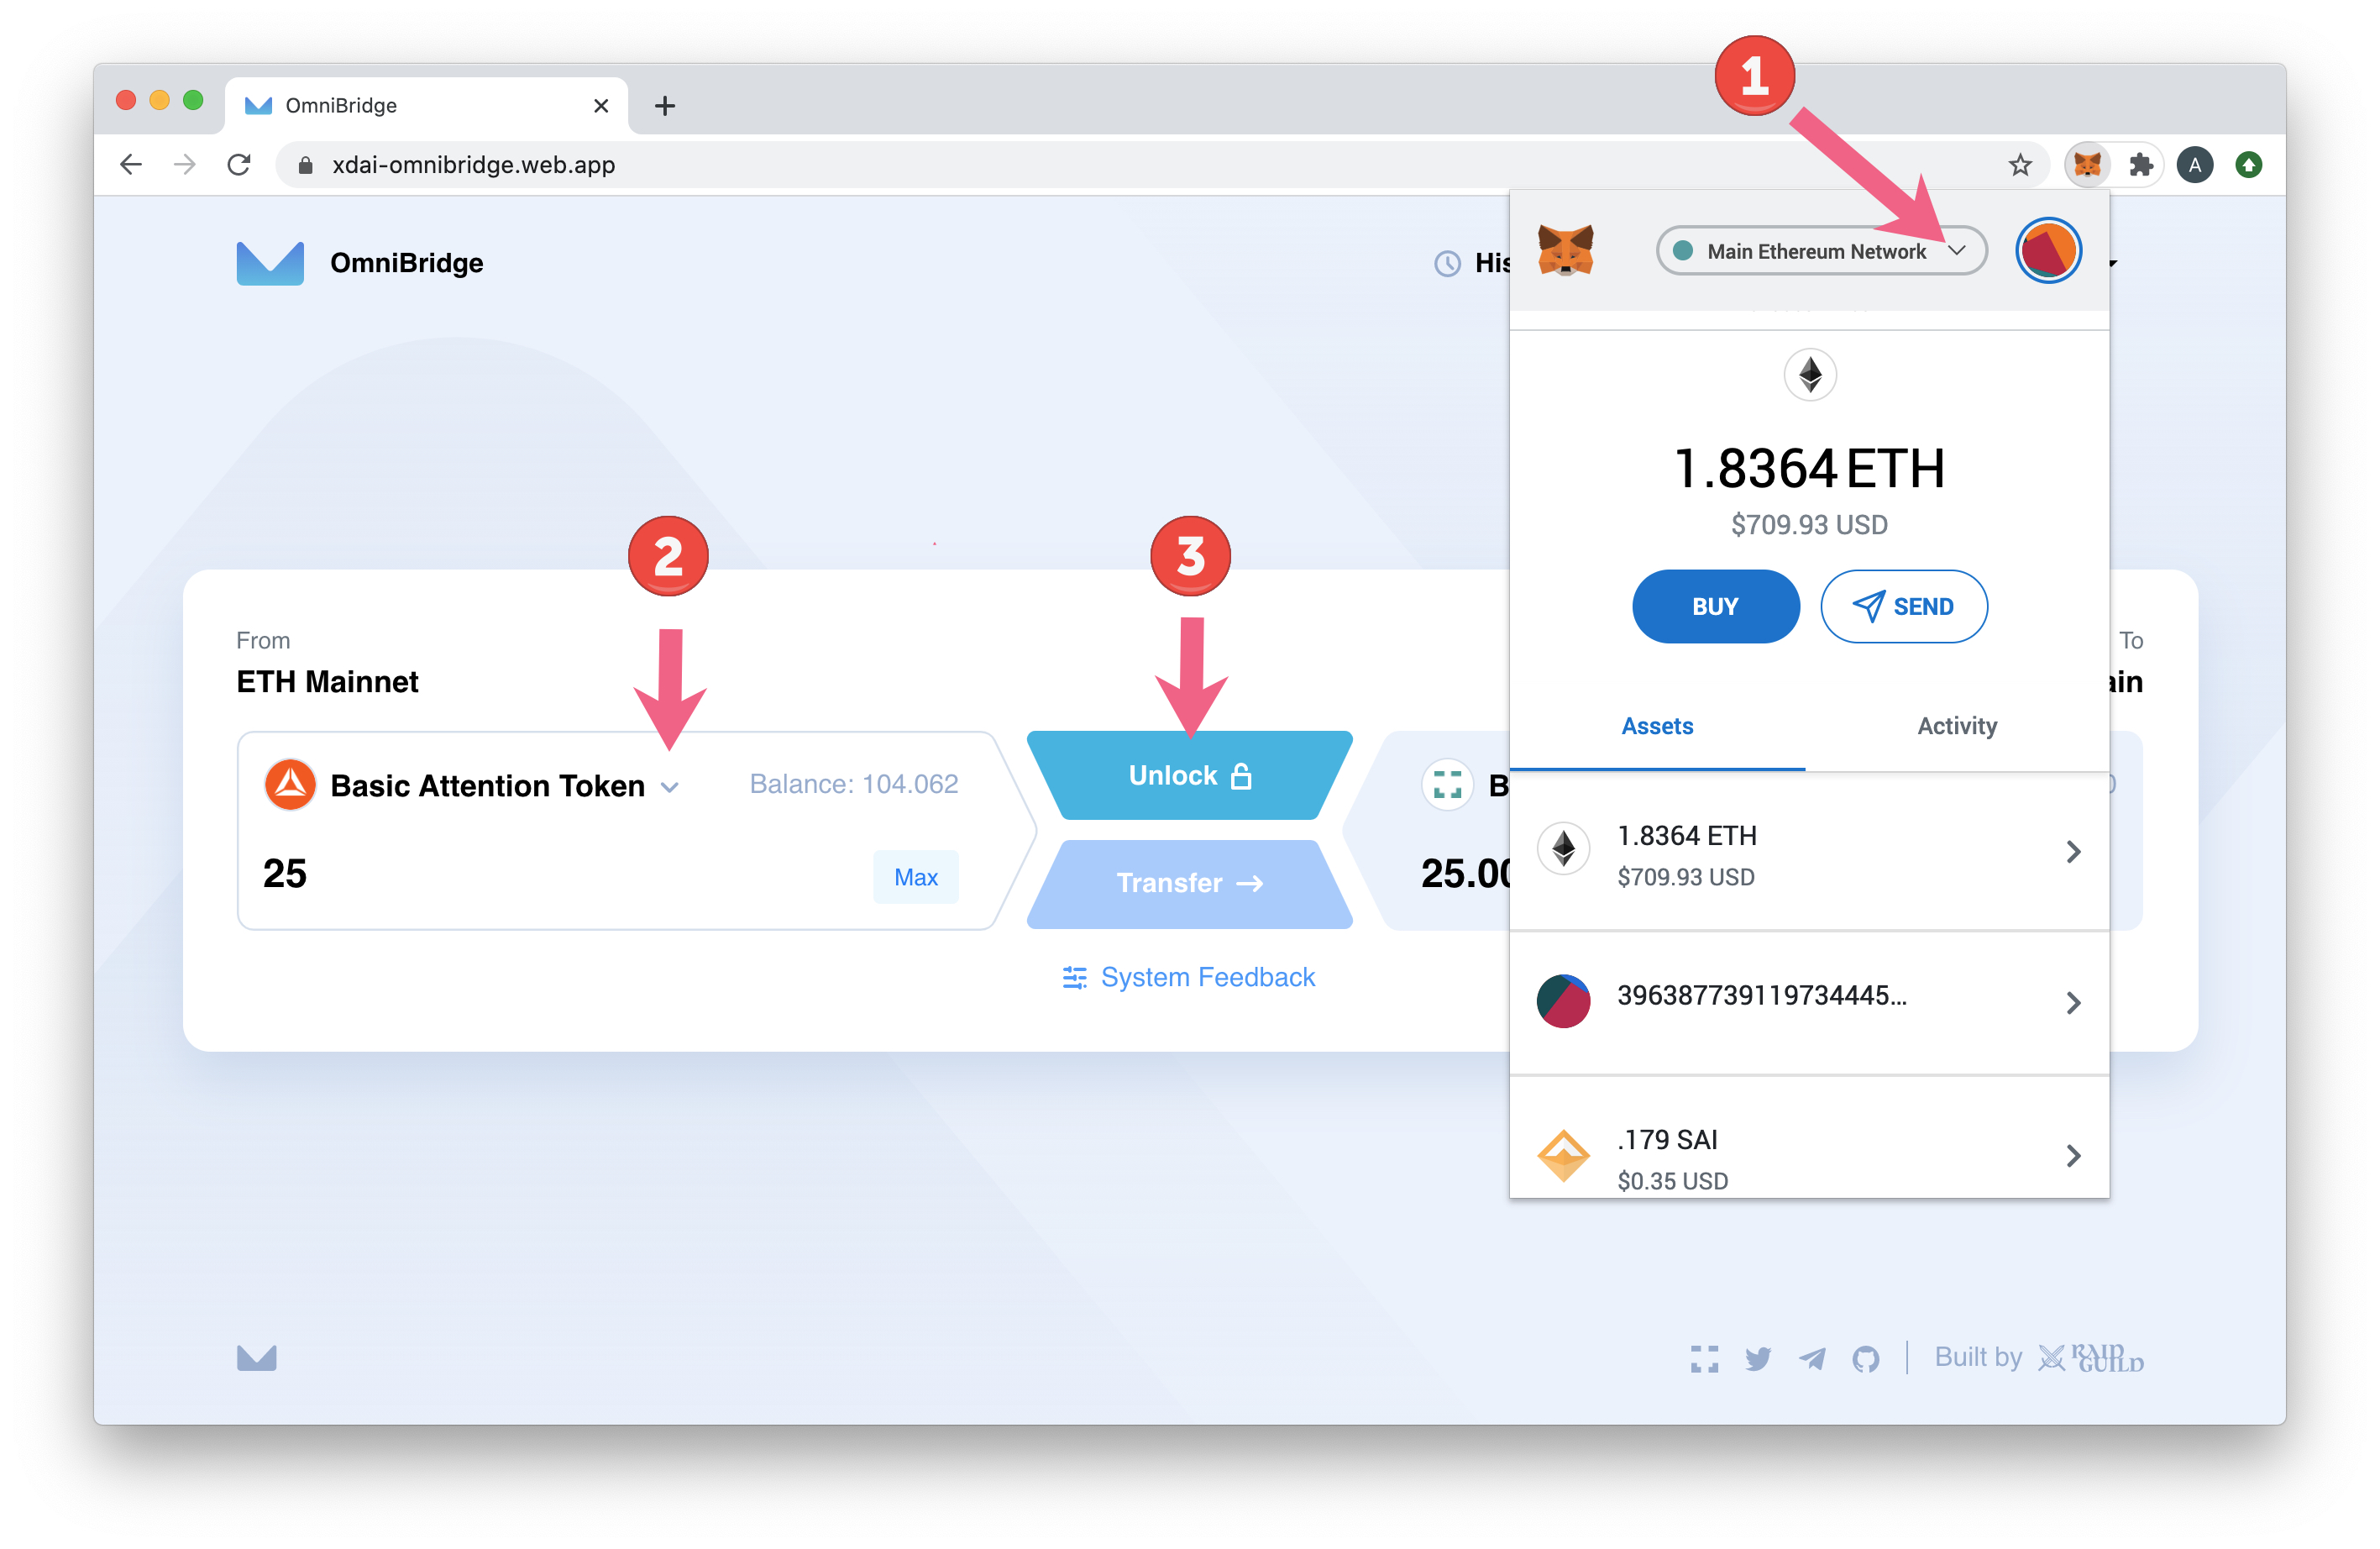 1
OmniBridge
xdai-omnibridge.web.app
A
OmniBridge
His
Main Ethereum Network
1.8364 ETH
$709.93 USD
BUY
SEND
2
3
From
ETH Mainnet
To
ain
Assets
Activity
Basic Attention Token
Balance: 104.062
25
Max
Unlock
Transfer
B
25.00
System Feedback
1.8364 ETH
$709.93 USD
396387739119734445...
.179 SAI
$0.35 USD
Built by
RAID
GUILD